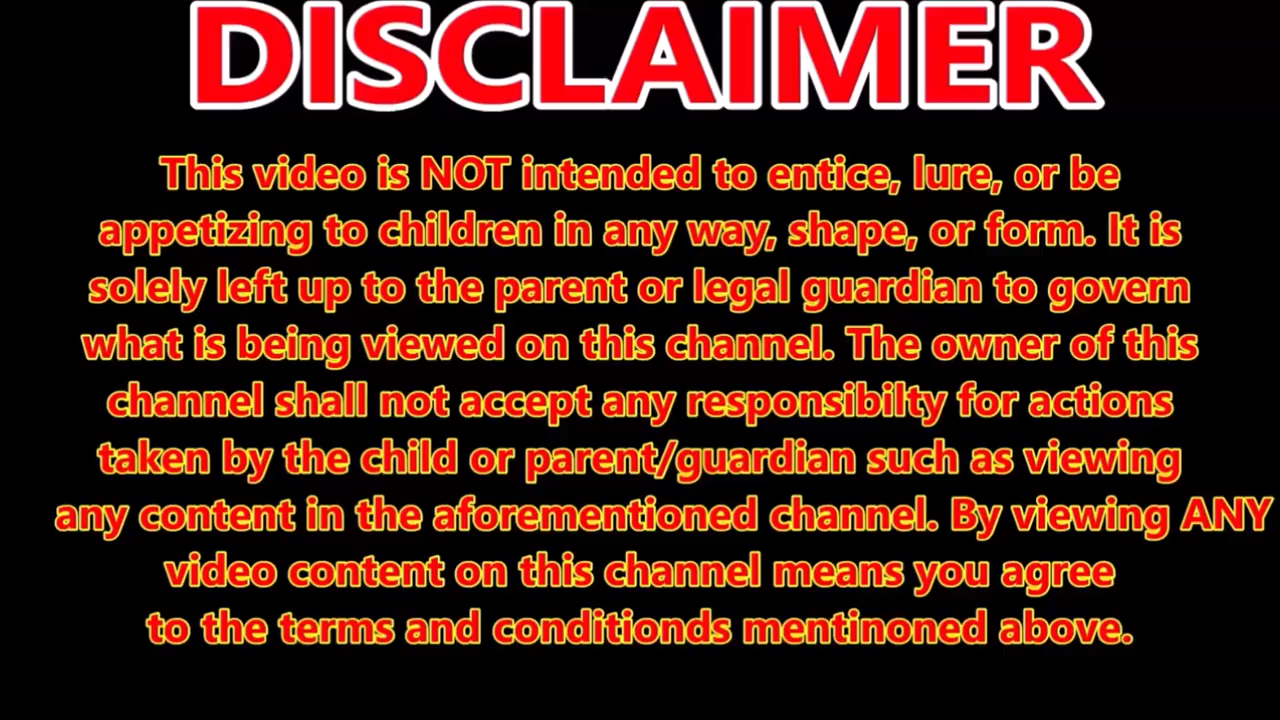 DISCLAIMER
This video is NOT intended to entice, lure, or be
appetizing to children in any way, shape, or form. It is
solely left up to the parent or legal guardian to govern
what is being viewed on this channel. The owner of this
channel shall not accept any responsibilty for actions
taken by the child or parent/guardian such as viewing
any content in the aforementioned channel. By viewing ANY
video content on this channel means you agree
to the terms and conditionds mentinoned above.